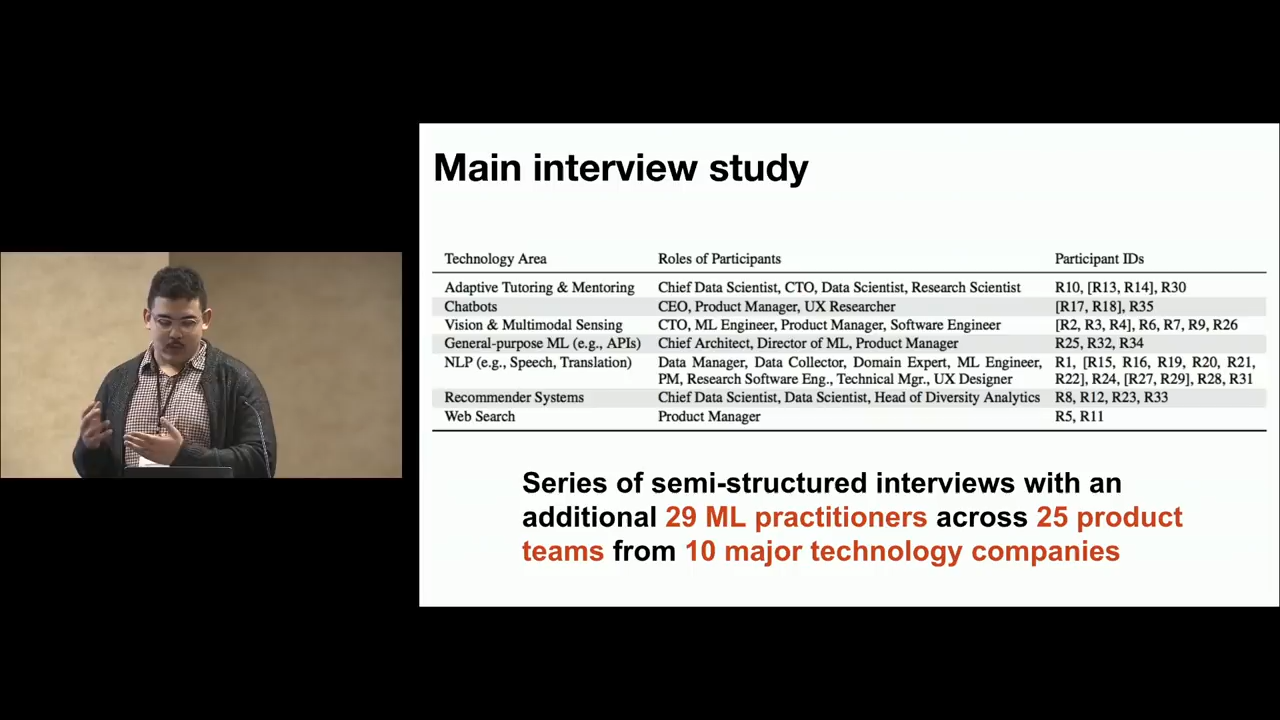 Main interview study
Technology Area Roles of Participants Participant IDs
Adaptive Tutoring & Mentoring Chief Data Scientist, CTO, Data Scientist, Research Scientist R10, [R13, R14], R30
Chatbots CEO, Product Manager, UX Researcher [R17, R18], R35
Vision & Multimodal Sensing CTO, ML Engineer, Product Manager, Software Engineer [R2, R3, R4], R6, R7, R9, R26
General-purpose ML (e.g., APIs) Chief Architect, Director of ML, Product Manager R25, R32, R34
NLP (e.g., Speech, Translation) Data Manager, Data Collector, Domain Expert, ML Engineer, R1, [R15, R16, R19, R20, R21,
PM, Research Software Eng., Technical Mgr., UX Designer R22], R24, [R27, R29], R28, R31
Recommender Systems Chief Data Scientist, Data Scientist, Head of Diversity Analytics R8, R12, R23, R33
Web Search Product Manager R5, R11
Series of semi-structured interviews with an
additional 29 ML practitioners across 25 product
teams from 10 major technology companies